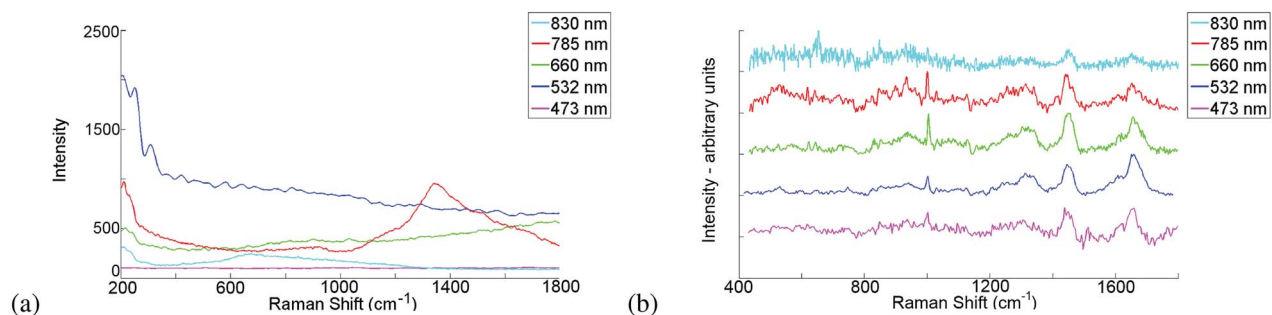 2500
1500
500
0
Intensity
200
600
1000
1400
1800
Raman Shift (cm⁻¹)
830 nm
785 nm
660 nm
532 nm
473 nm
(a)
Intensity - arbitrary units
400
800
1200
1600
Raman Shift (cm⁻¹)
830 nm
785 nm
660 nm
532 nm
473 nm
(b)